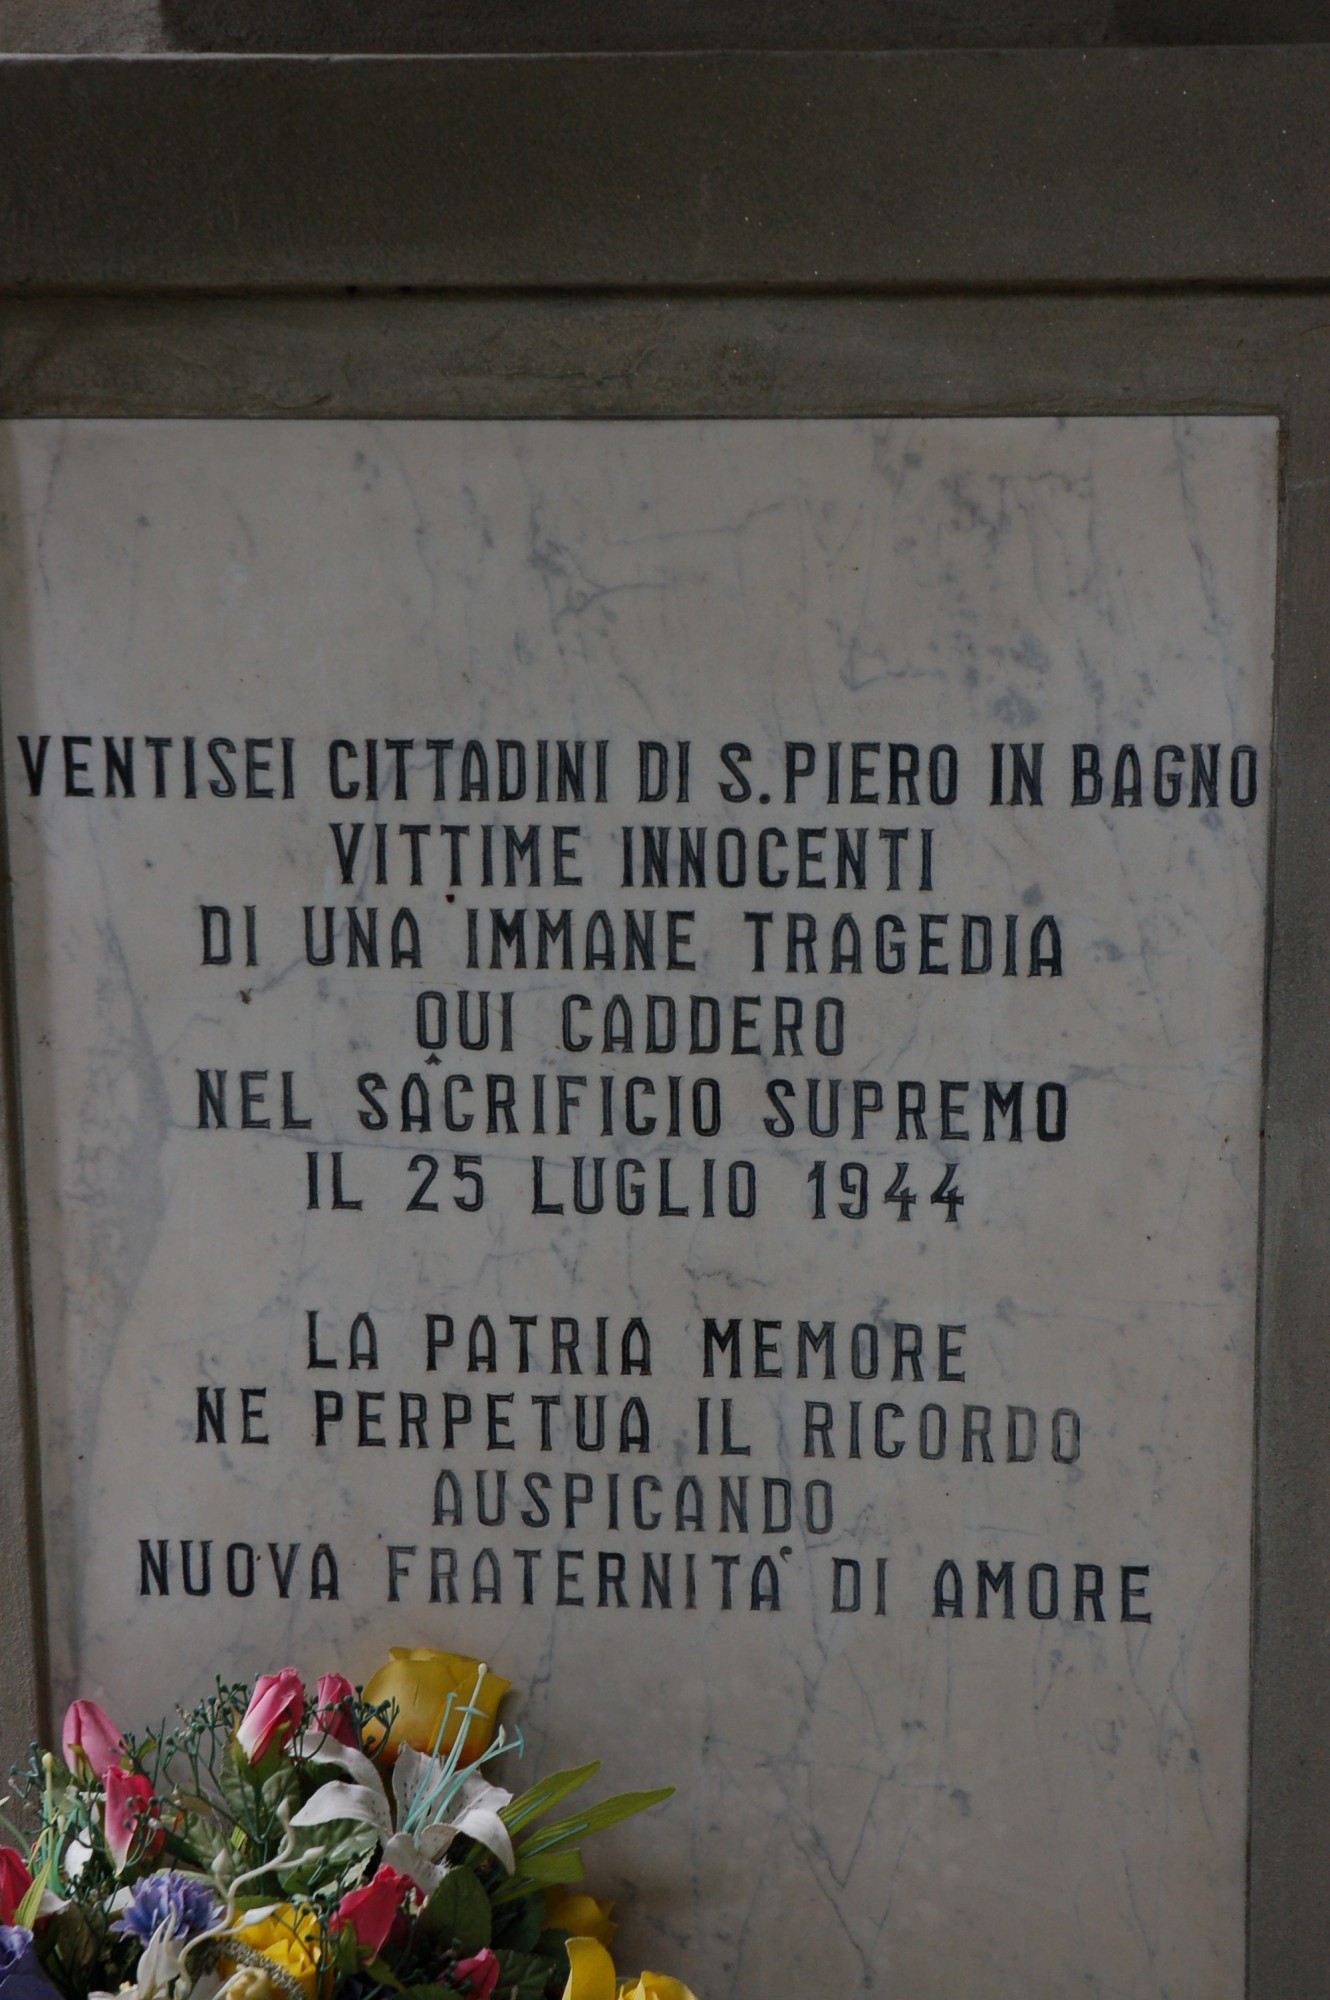 VENTISEI CITTADINI DI S. PIERO IN BAGNO
VITTIME INNOCENTI
DI UNA IMMANE TRAGEDIA
QUI CADDERO
NEL SACRIFICIO SUPREMO
IL 25 LUGLIO 1944
LA PATRIA MEMORE
NE PERPETUA IL RICORDO
AUSPICANDO
NUOVA FRATERNITA' DI AMORE